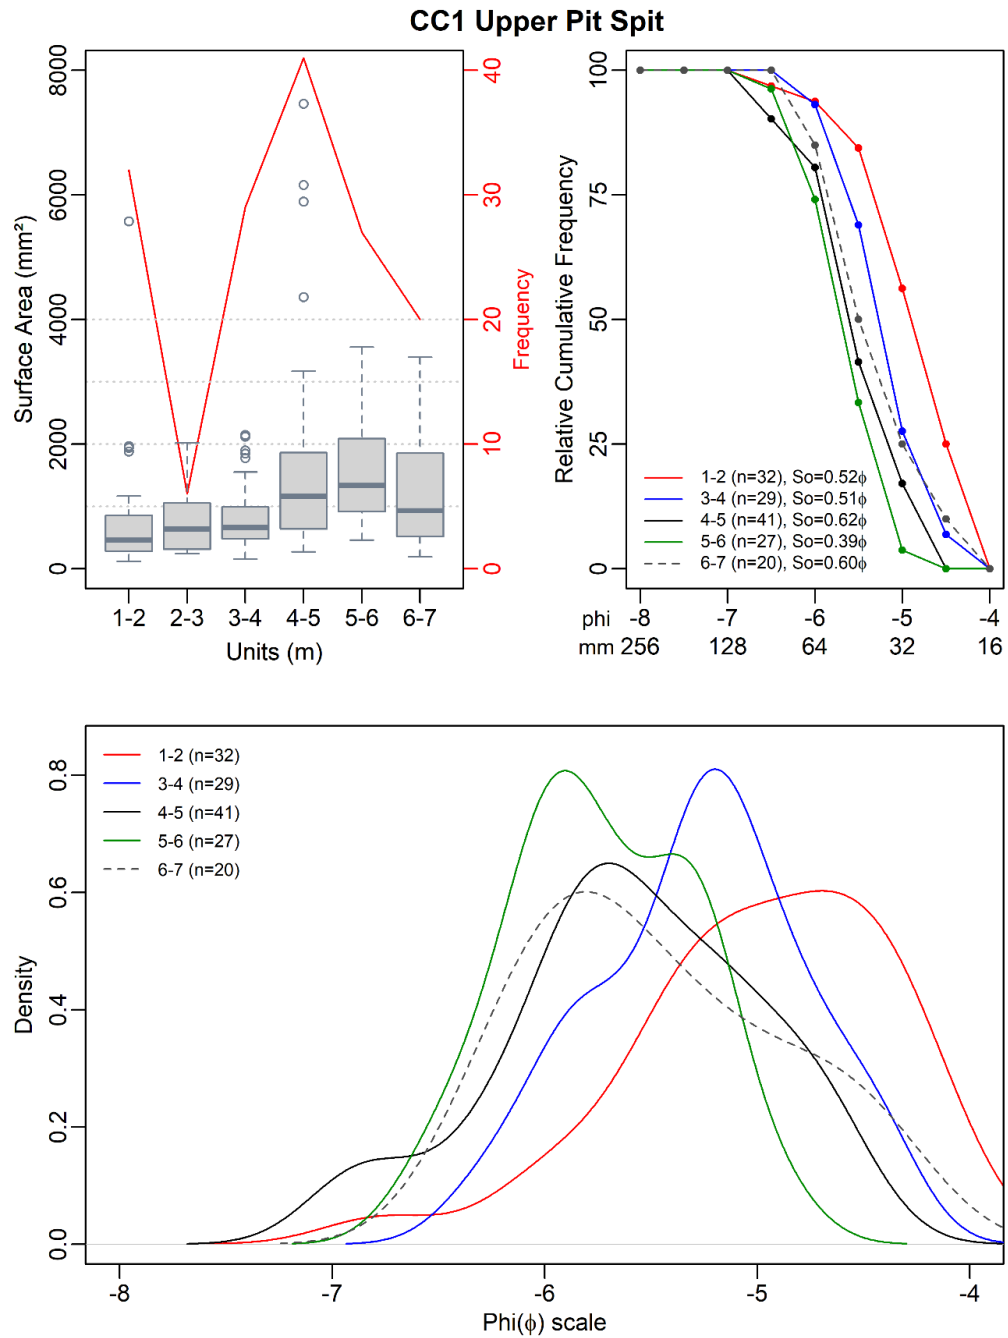 CC1 Upper Pit Spit
Surface Area (mm²)
8000
6000
4000
2000
0
40
30
20
10
0
Frequency
1-2 2-3 3-4 4-5 5-6 6-7
Units (m)
Relative Cumulative Frequency
100
75
50
25
0
1-2 (n=32), So=0.52ϕ
3-4 (n=29), So=0.51ϕ
4-5 (n=41), So=0.62ϕ
5-6 (n=27), So=0.39ϕ
6-7 (n=20), So=0.60ϕ
phi -8 -7 -6 -5 -4
mm 256 128 64 32 16
Density
0.8
0.6
0.4
0.2
0.0
1-2 (n=32)
3-4 (n=29)
4-5 (n=41)
5-6 (n=27)
6-7 (n=20)
-8 -7 -6 -5 -4
Phi(ϕ) scale